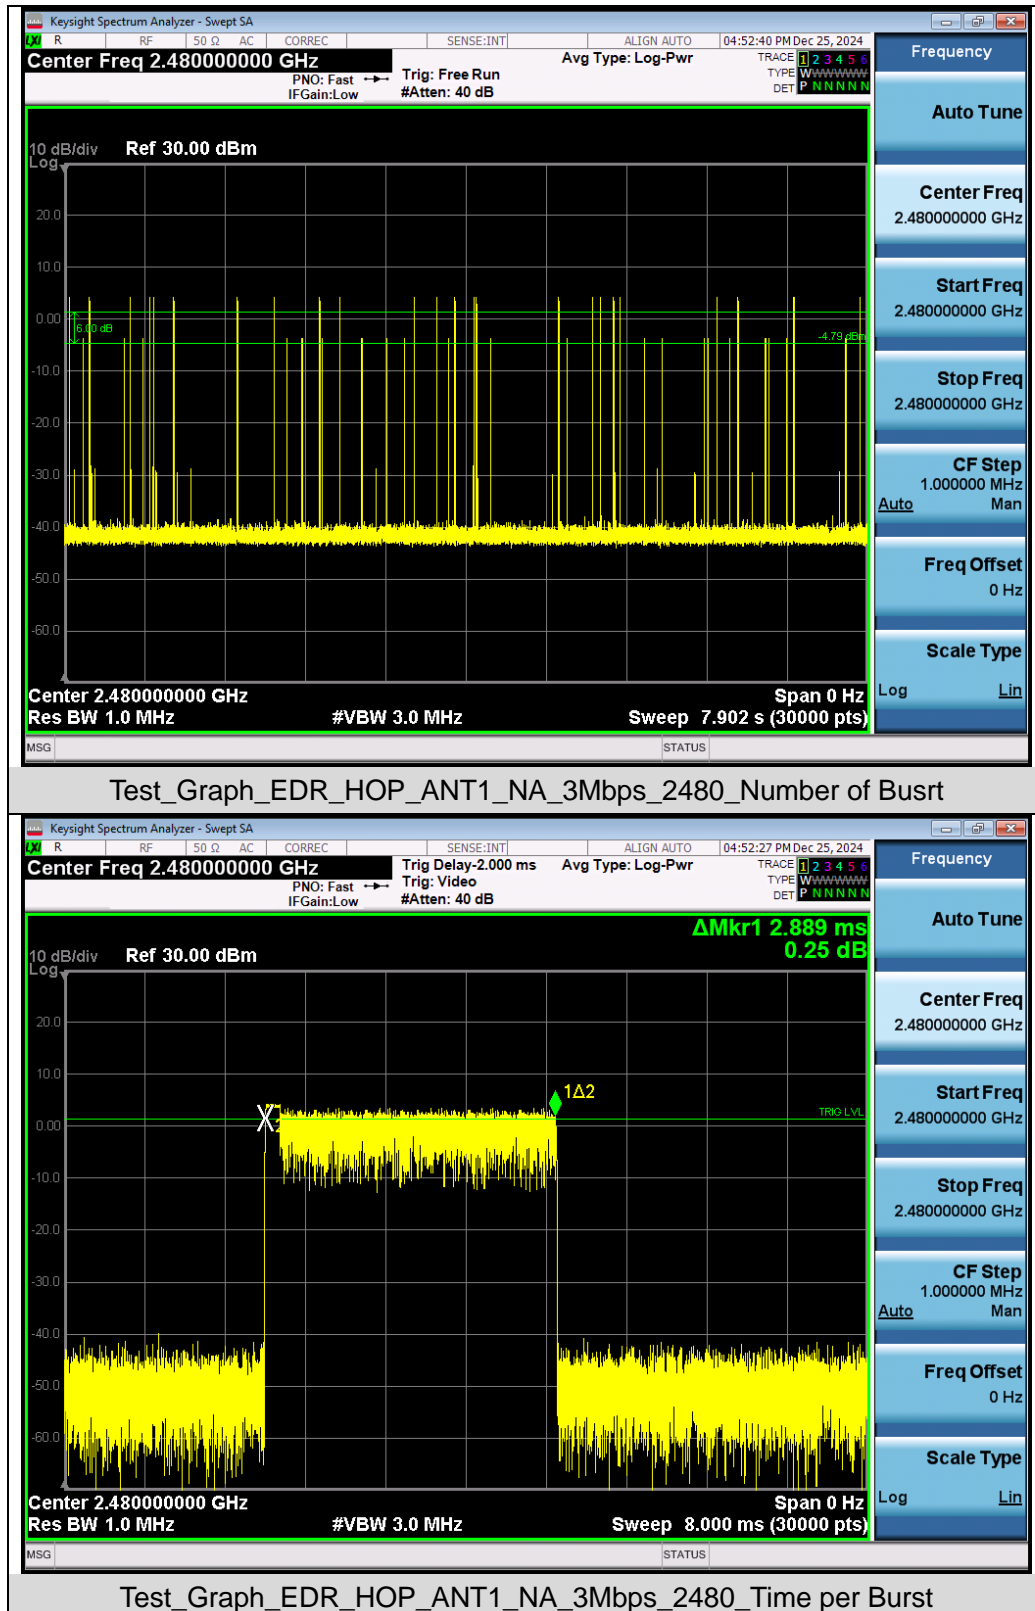 Keysight Spectrum Analyzer - Swept SA
LXI R RF 50 Ω AC CORREC SENSE:INT ALIGN AUTO 04:52:40 PM Dec 25, 2024
Center Freq 2.480000000 GHz
PNO: Fast
IFGain:Low
Trig: Free Run
#Atten: 40 dB
Avg Type: Log-Pwr
TRACE 1 2 3 4 5 6
TYPE WWWWWW
DET P N N N N N
10 dB/div Ref 30.00 dBm
Log
20.0
10.0
0.00
6.00 dB
-4.79 dBm
-10.0
-20.0
-30.0
-40.0
-50.0
-60.0
Center 2.480000000 GHz Span 0 Hz
Res BW 1.0 MHz #VBW 3.0 MHz Sweep 7.902 s (30000 pts)
MSG STATUS
Frequency
Auto Tune
Center Freq
2.480000000 GHz
Start Freq
2.480000000 GHz
Stop Freq
2.480000000 GHz
CF Step
1.000000 MHz
Auto Man
Freq Offset
0 Hz
Scale Type
Log Lin
Test_Graph_EDR_HOP_ANT1_NA_3Mbps_2480_Number of Busrt
Keysight Spectrum Analyzer - Swept SA
LXI R RF 50 Ω AC CORREC SENSE:INT ALIGN AUTO 04:52:27 PM Dec 25, 2024
Center Freq 2.480000000 GHz
PNO: Fast
IFGain:Low
Trig Delay-2.000 ms
Trig: Video
#Atten: 40 dB
Avg Type: Log-Pwr
TRACE 1 2 3 4 5 6
TYPE WWWWWW
DET P N N N N N
ΔMkr1 2.889 ms
0.25 dB
10 dB/div Ref 30.00 dBm
Log
20.0
10.0
1Δ2
TRIG LVL
0.00
-10.0
-20.0
-30.0
-40.0
-50.0
-60.0
Center 2.480000000 GHz Span 0 Hz
Res BW 1.0 MHz #VBW 3.0 MHz Sweep 8.000 ms (30000 pts)
MSG STATUS
Frequency
Auto Tune
Center Freq
2.480000000 GHz
Start Freq
2.480000000 GHz
Stop Freq
2.480000000 GHz
CF Step
1.000000 MHz
Auto Man
Freq Offset
0 Hz
Scale Type
Log Lin
Test_Graph_EDR_HOP_ANT1_NA_3Mbps_2480_Time per Burst